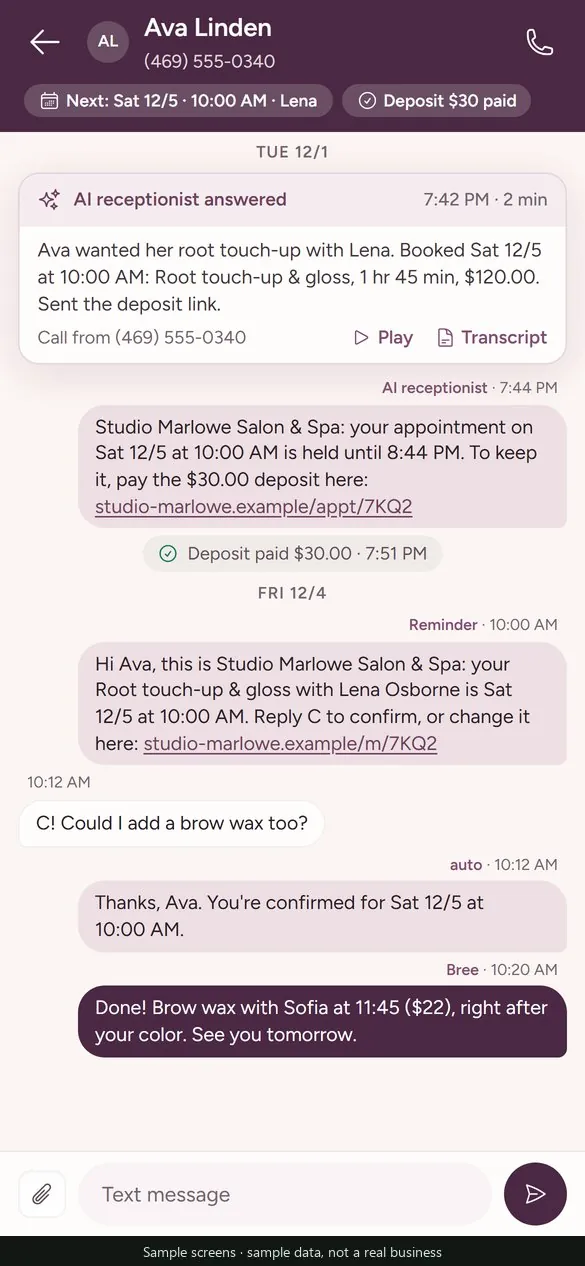 AL
Ava Linden
(469) 555-0340
Next: Sat 12/5 · 10:00 AM · Lena
Deposit $30 paid
TUE 12/1
AI receptionist answered
7:42 PM · 2 min
Ava wanted her root touch-up with Lena. Booked Sat 12/5
at 10:00 AM: Root touch-up & gloss, 1 hr 45 min, $120.00.
Sent the deposit link.
Call from (469) 555-0340
Play
Transcript
AI receptionist · 7:44 PM
Studio Marlowe Salon & Spa: your appointment on
Sat 12/5 at 10:00 AM is held until 8:44 PM. To keep
it, pay the $30.00 deposit here:
studio-marlowe.example/appt/7KQ2
Deposit paid $30.00 · 7:51 PM
FRI 12/4
Reminder · 10:00 AM
Hi Ava, this is Studio Marlowe Salon & Spa: your
Root touch-up & gloss with Lena Osborne is Sat
12/5 at 10:00 AM. Reply C to confirm, or change it
here: studio-marlowe.example/m/7KQ2
10:12 AM
C! Could I add a brow wax too?
auto · 10:12 AM
Thanks, Ava. You're confirmed for Sat 12/5 at
10:00 AM.
Bree · 10:20 AM
Done! Brow wax with Sofia at 11:45 ($22), right after
your color. See you tomorrow.
Text message
Sample screens · sample data, not a real business